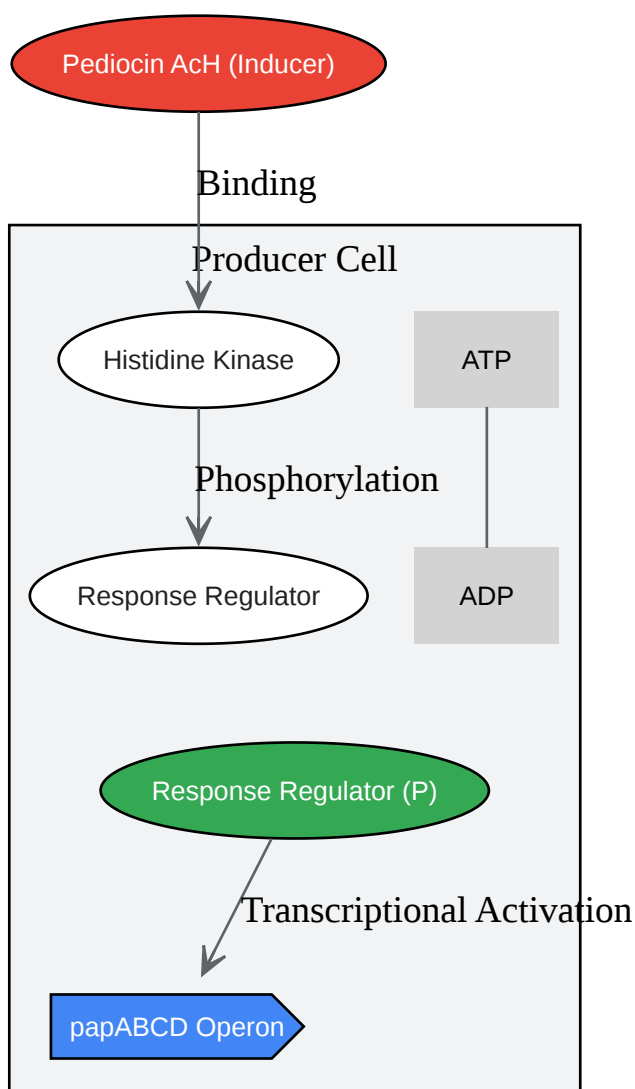 Pediocin AcH (Inducer)
Binding
Producer Cell
Histidine Kinase
ATP
Phosphorylation
Response Regulator
ADP
Response Regulator (P)
Transcriptional Activation
papABCD Operon